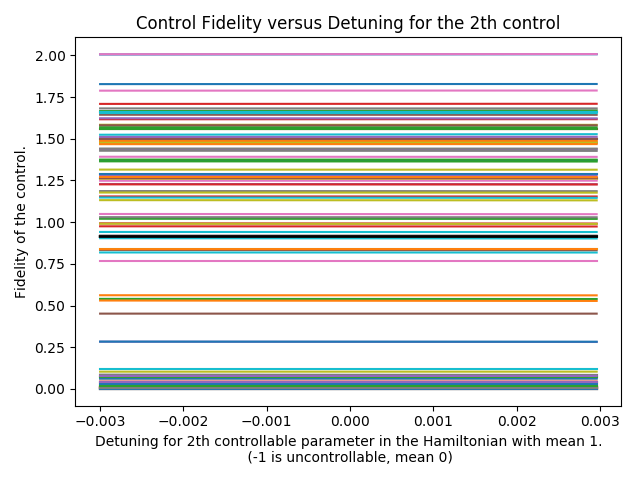 Control Fidelity versus Detuning for the 2th control
Fidelity of the control.
2.00
1.75
1.50
1.25
1.00
0.75
0.50
0.25
0.00
−0.003 −0.002 −0.001 0.000 0.001 0.002 0.003
Detuning for 2th controllable parameter in the Hamiltonian with mean 1.
(-1 is uncontrollable, mean 0)